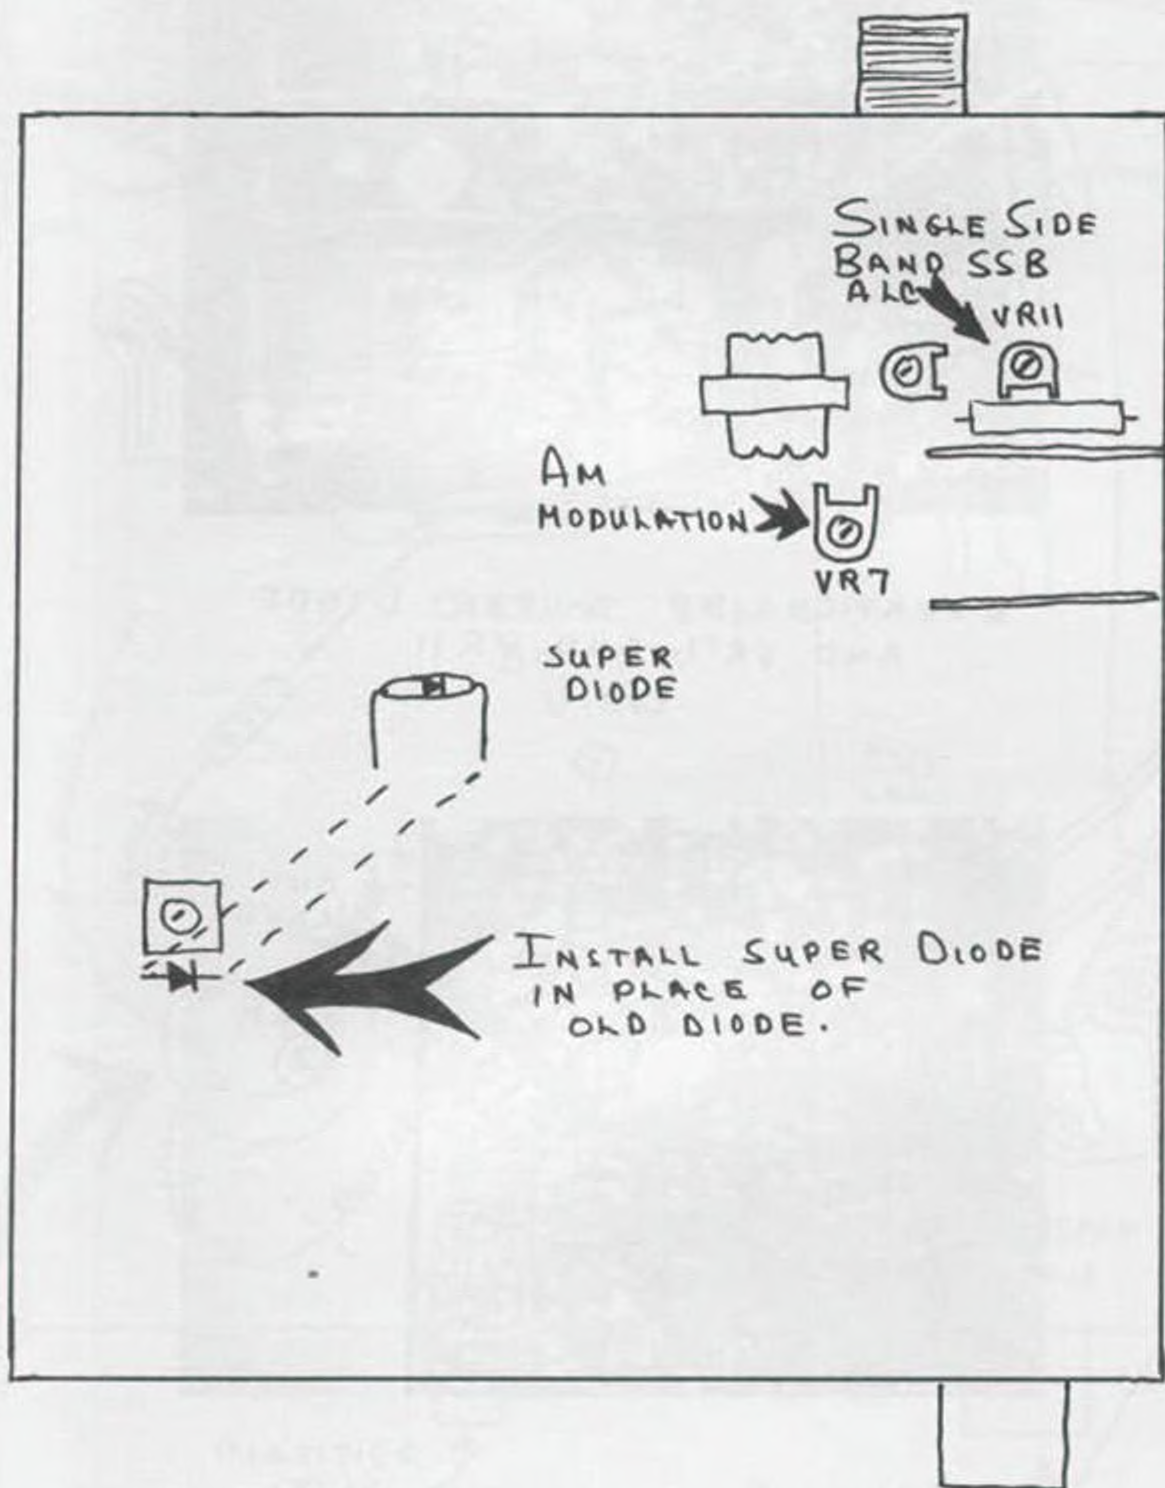 SINGLE SIDE
BAND SSB
ALC
VR11
AM
MODULATION
VR7
SUPER
DIODE
INSTALL SUPER DIODE
IN PLACE OF
OLD DIODE.